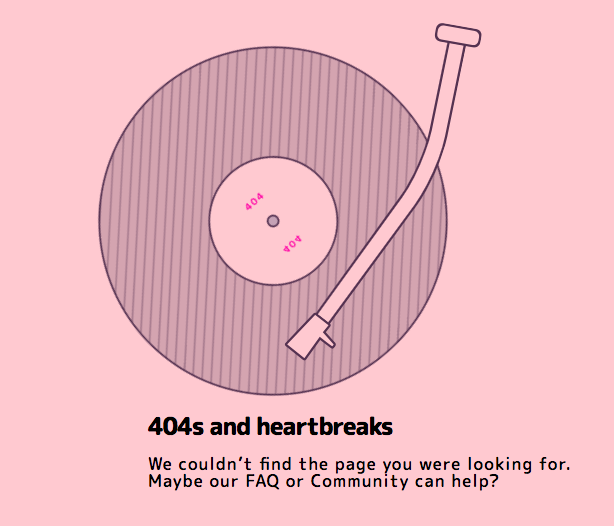 404
404
404s and heartbreaks
We couldn’t find the page you were looking for.
Maybe our FAQ or Community can help?